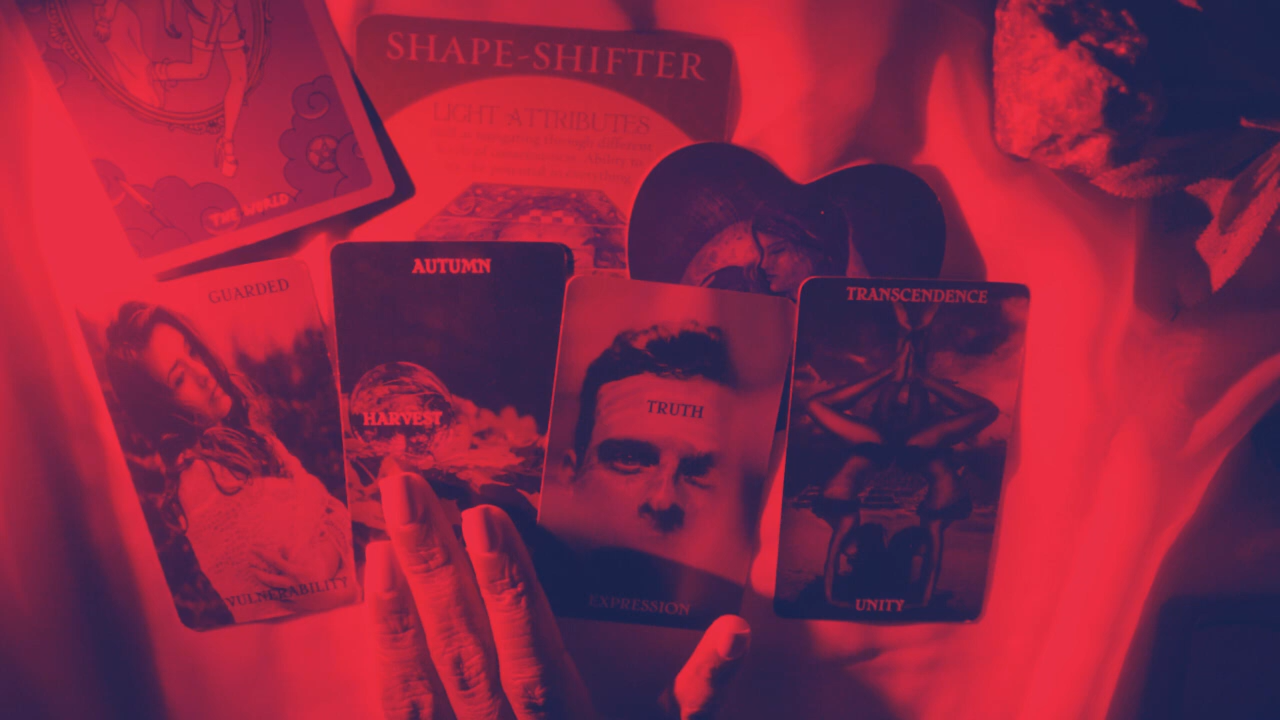 SHAPE-SHIFTER
LIGHT ATTRIBUTES
THE WORLD
GUARDED
VULNERABILITY
AUTUMN
HARVEST
TRUTH
EXPRESSION
TRANSCENDENCE
UNITY